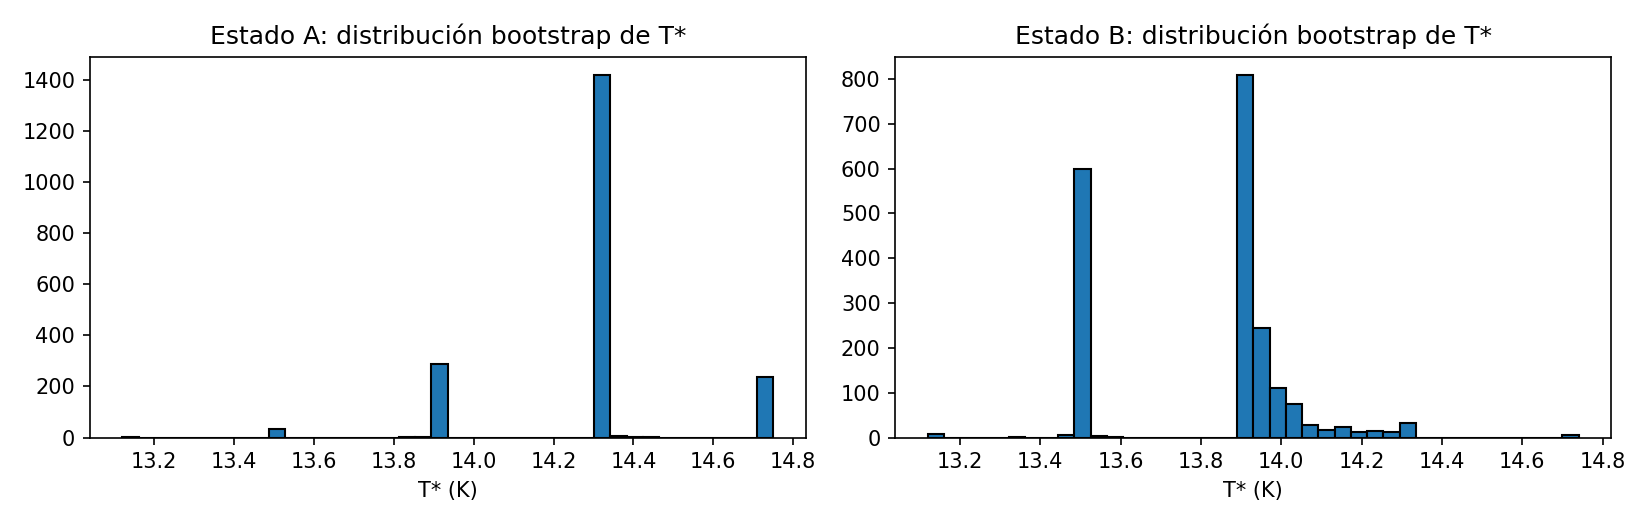 Estado A: distribución bootstrap de T*
1400
1200
1000
800
600
400
200
0
13.2 13.4 13.6 13.8 14.0 14.2 14.4 14.6 14.8
T* (K)
Estado B: distribución bootstrap de T*
800
700
600
500
400
300
200
100
0
13.2 13.4 13.6 13.8 14.0 14.2 14.4 14.6 14.8
T* (K)